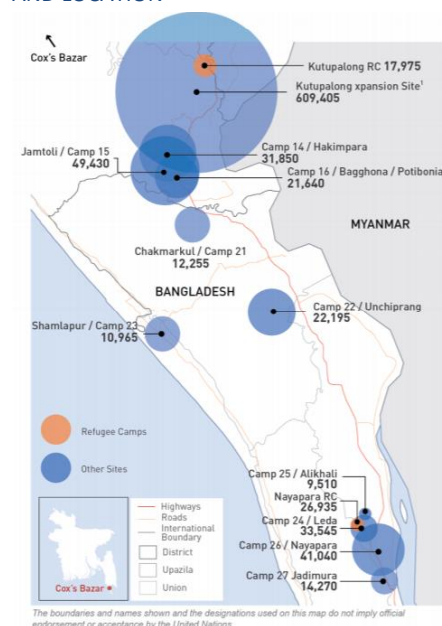 AND LOCATION
Cox's Bazar
Kutupalong RC 17,975
Kutupalong xpansion Site¹
609,405
Jamtoli / Camp 15
49,430
Camp 14 / Hakimpara
31,850
Camp 16 / Bagghona / Potibonia
21,640
MYANMAR
Chakmarkul / Camp 21
12,255
BANGLADESH
Camp 22 / Unchiprang
22,195
Shamlapur / Camp 23
10,965
Refugee Camps
Other Sites
Camp 25 / Alikhali
9,510
Nayapara RC
26,935
Camp 24 / Leda
33,545
Camp 26 / Nayapara
41,040
Camp 27 Jadimura
14,270
Highways
Roads
International
Boundary
District
Upazila
Union
Cox's Bazar
The boundaries and names shown and the designations used on this map do not imply official
endorsement or acceptance by the United Nations.